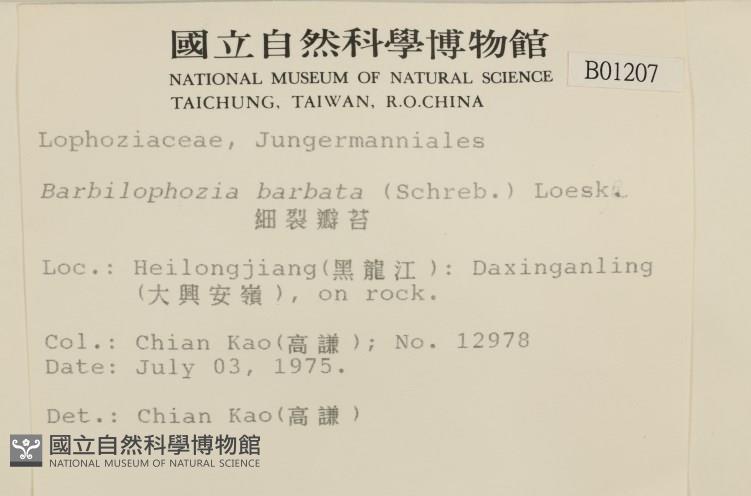 國立自然科學博物館
B01207
NATIONAL MUSEUM OF NATURAL SCIENCE
TAICHUNG, TAIWAN, R.O.CHINA
Lophoziaceae, Jungermanniales
Barbilophozia barbata (Schreb.) Loesk.
細裂瓣苔
Loc.: Heilongjiang(黑龍江): Daxinganling
(大興安嶺), on rock.
Col.: Chian Kao(高謙); No. 12978
Date: July 03, 1975.
Det.: Chian Kao(高謙)
國立自然科學博物館
NATIONAL MUSEUM OF NATURAL SCIENCE